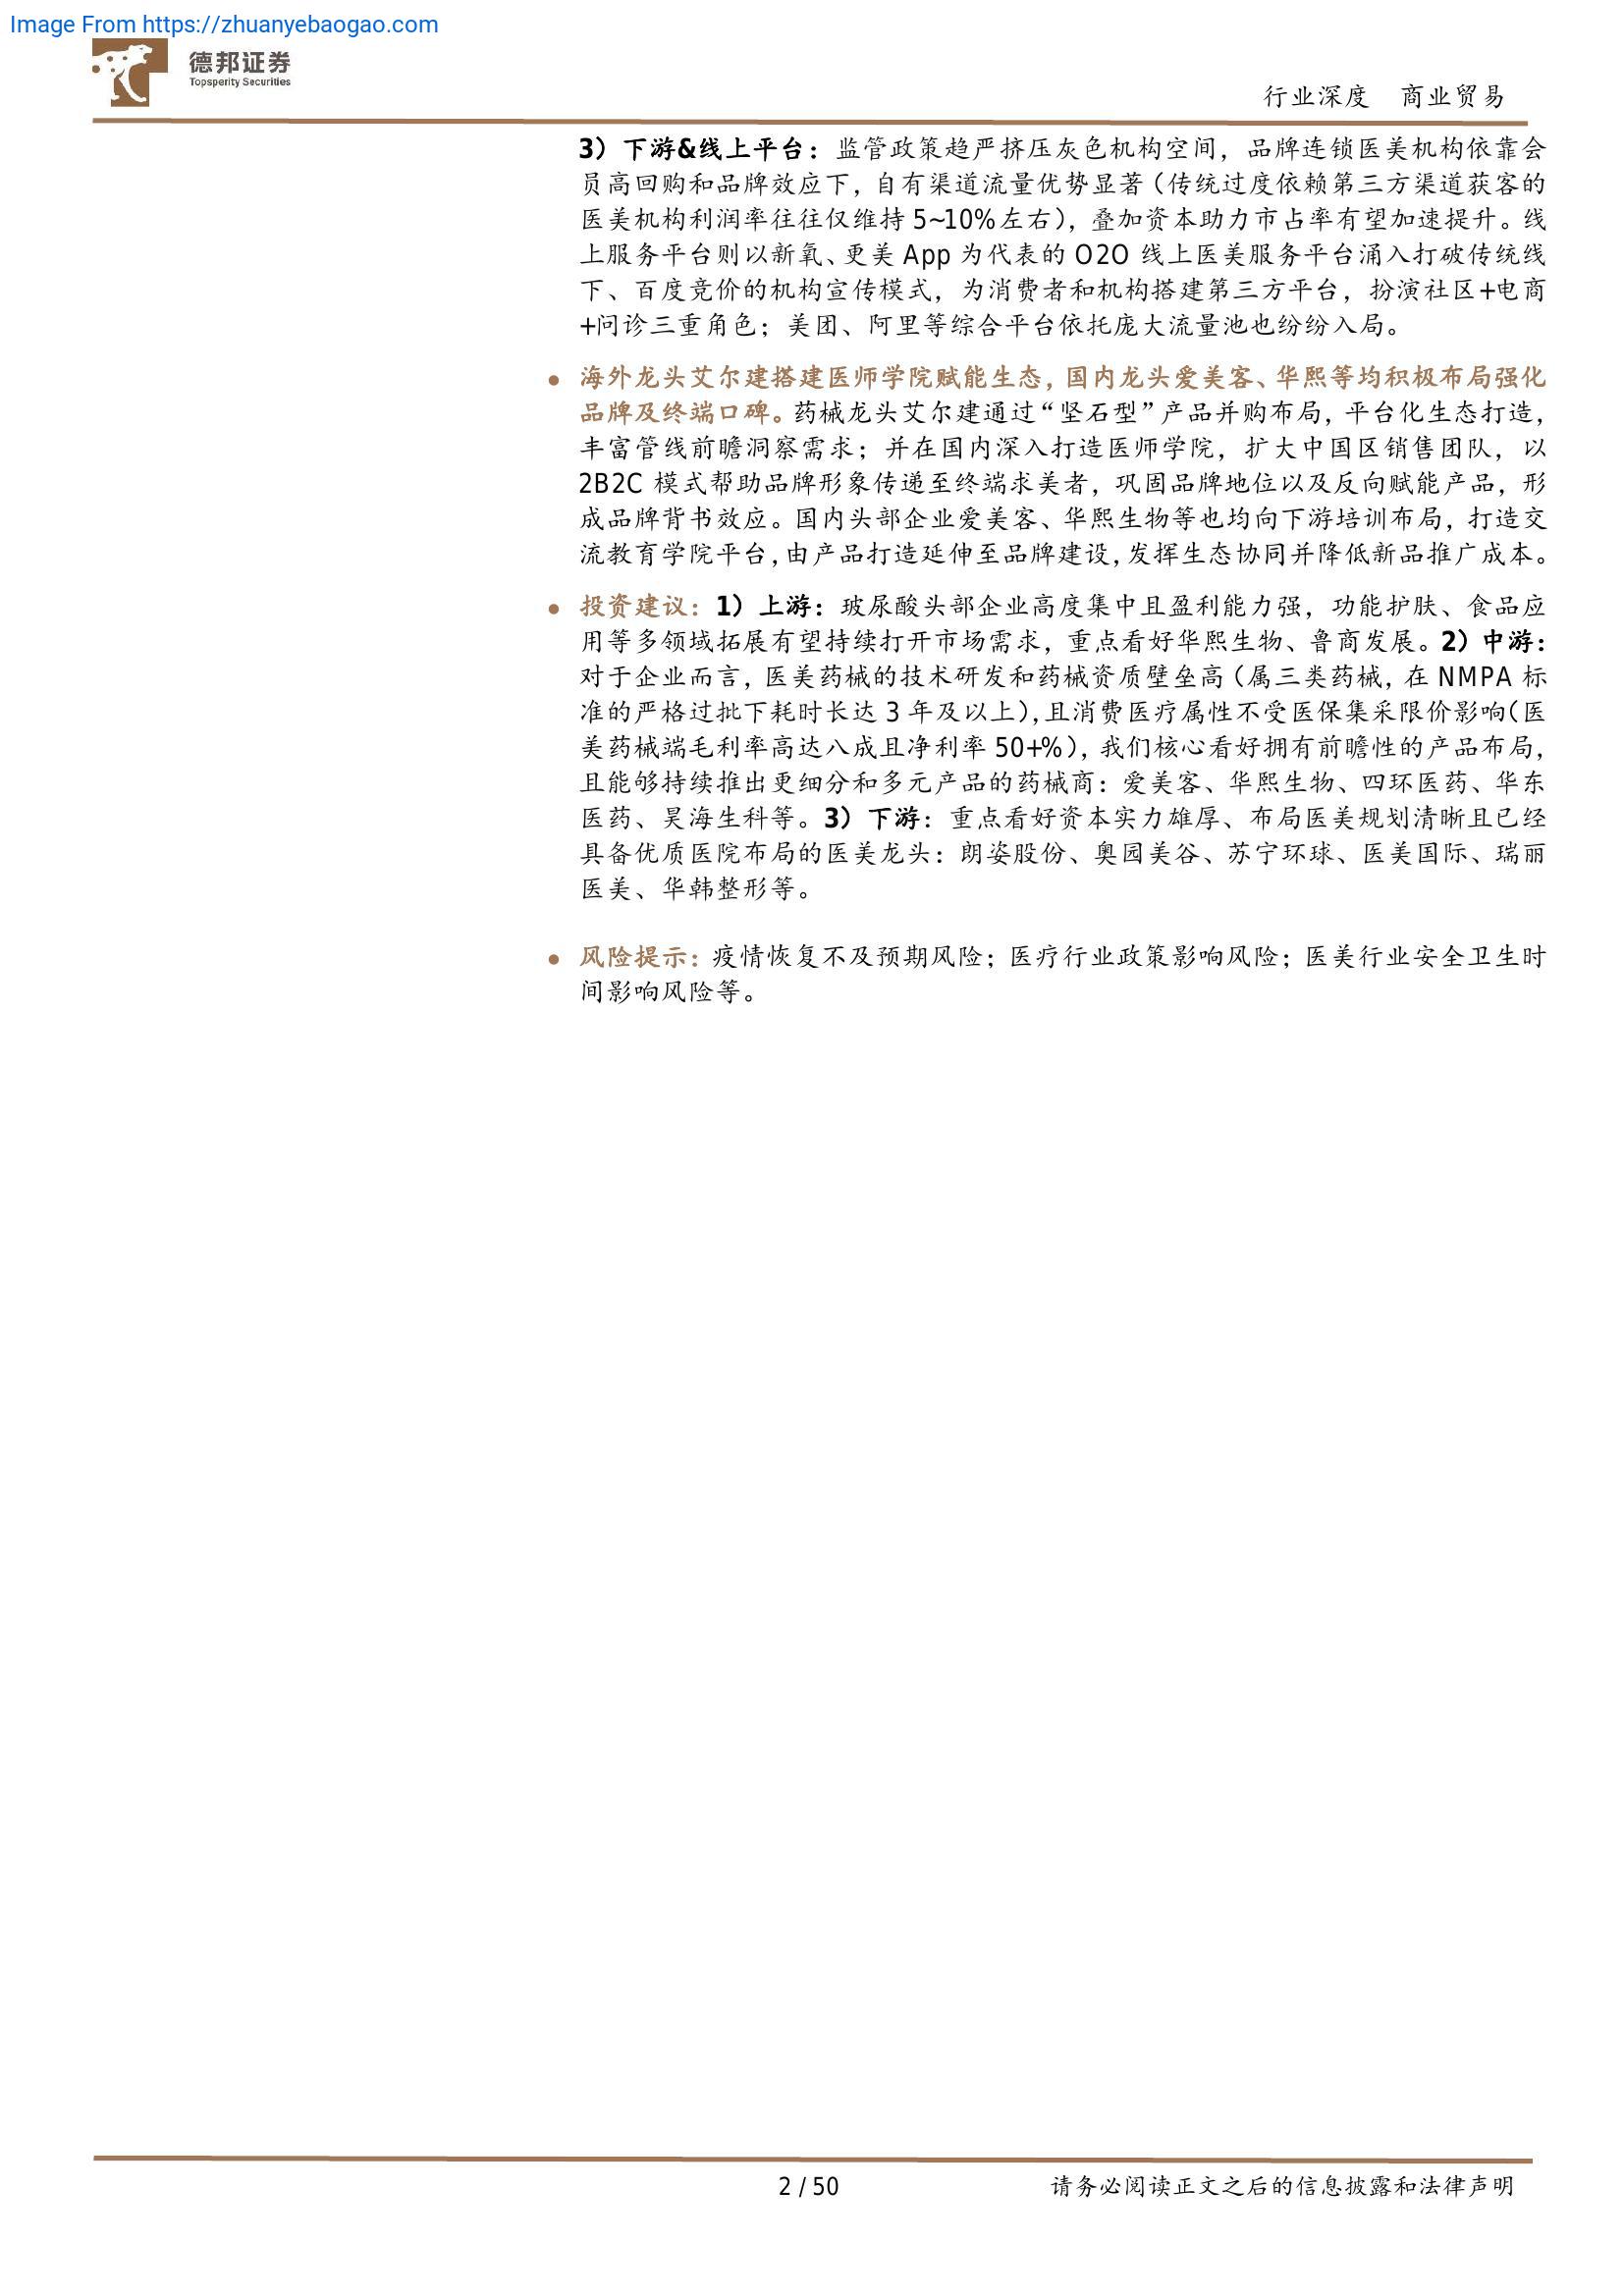 Image From https://zhuanyebaogao.com
德邦证券
Topsperity Securities
行业深度 商业贸易
3）下游&线上平台：监管政策趋严挤压灰色机构空间，品牌连锁医美机构依靠会
员高回购和品牌效应下，自有渠道流量优势显著（传统过度依赖第三方渠道获客的
医美机构利润率往往仅维持 5~10%左右），叠加资本助力市占率有望加速提升。线
上服务平台则以新氧、更美 App 为代表的 O2O 线上医美服务平台涌入打破传统线
下、百度竞价的机构宣传模式，为消费者和机构搭建第三方平台，扮演社区+电商
+问诊三重角色；美团、阿里等综合平台依托庞大流量池也纷纷入局。
● 海外龙头艾尔建搭建医师学院赋能生态，国内龙头爱美客、华熙等均积极布局强化
品牌及终端口碑。药械龙头艾尔建通过“坚石型”产品并购布局，平台化生态打造，
丰富管线前瞻洞察需求；并在国内深入打造医师学院，扩大中国区销售团队，以
2B2C 模式帮助品牌形象传递至终端求美者，巩固品牌地位以及反向赋能产品，形
成品牌背书效应。国内头部企业爱美客、华熙生物等也均向下游培训布局，打造交
流教育学院平台，由产品打造延伸至品牌建设，发挥生态协同并降低新品推广成本。
● 投资建议：1）上游：玻尿酸头部企业高度集中且盈利能力强，功能护肤、食品应
用等多领域拓展有望持续打开市场需求，重点看好华熙生物、鲁商发展。2）中游：
对于企业而言，医美药械的技术研发和药械资质壁垒高（属三类药械，在 NMPA 标
准的严格过批下耗时长达 3 年及以上），且消费医疗属性不受医保集采限价影响（医
美药械端毛利率高达八成且净利率 50+%），我们核心看好拥有前瞻性的产品布局，
且能够持续推出更细分和多元产品的药械商：爱美客、华熙生物、四环医药、华东
医药、昊海生科等。3）下游：重点看好资本实力雄厚、布局医美规划清晰且已经
具备优质医院布局的医美龙头：朗姿股份、奥园美谷、苏宁环球、医美国际、瑞丽
医美、华韩整形等。
● 风险提示：疫情恢复不及预期风险；医疗行业政策影响风险；医美行业安全卫生时
间影响风险等。
2 / 50
请务必阅读正文之后的信息披露和法律声明